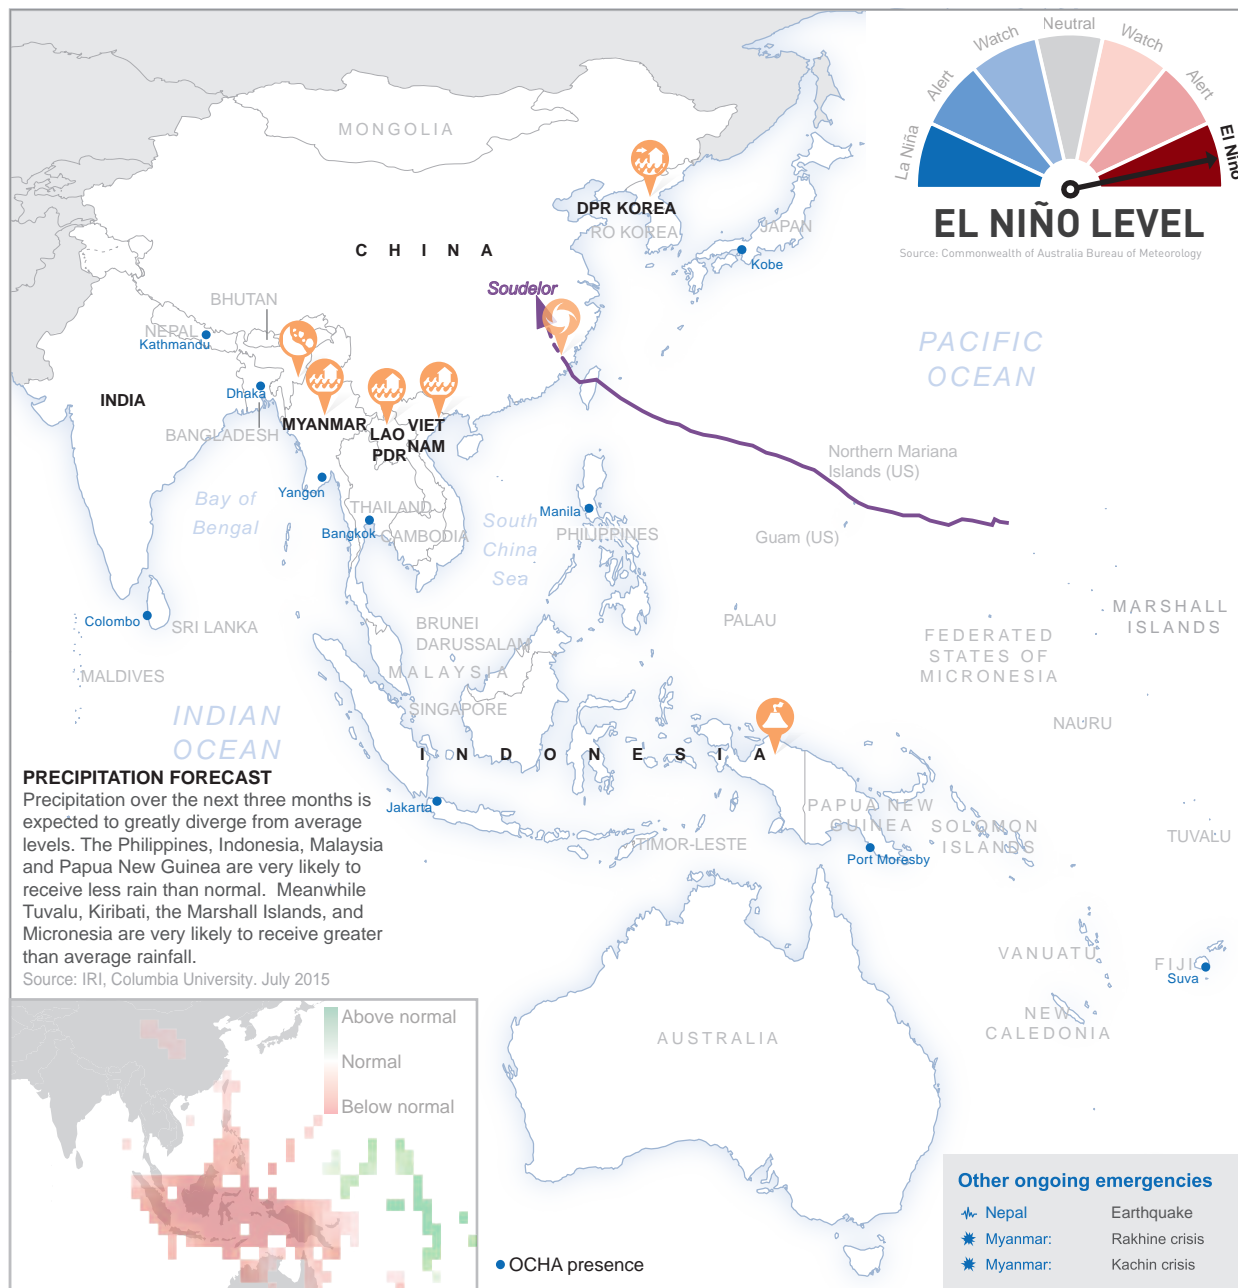 La Niña
Alert
Watch
Neutral
Watch
Alert
El Niño
EL NIÑO LEVEL
Source: Commonwealth of Australia Bureau of Meteorology
MONGOLIA
DPR KOREA
RO KOREA
JAPAN
Kobe
CHINA
Soudelor
BHUTAN
NEPAL
Kathmandu
PACIFIC
OCEAN
INDIA
Dhaka
BANGLADESH
MYANMAR
LAO
PDR
VIET
NAM
Northern Mariana
Islands (US)
Bay of
Bengal
Yangon
THAILAND
Bangkok
CAMBODIA
South
China
Sea
Manila
PHILIPPINES
Guam (US)
Colombo
SRI LANKA
BRUNEI
DARUSSALAM
PALAU
MARSHALL
ISLANDS
FEDERATED
STATES OF
MICRONESIA
MALDIVES
MALAYSIA
SINGAPORE
NAURU
INDIAN
OCEAN
INDONESIA
PRECIPITATION FORECAST
Precipitation over the next three months is
expected to greatly diverge from average
levels. The Philippines, Indonesia, Malaysia
and Papua New Guinea are very likely to
receive less rain than normal.  Meanwhile
Tuvalu, Kiribati, the Marshall Islands, and
Micronesia are very likely to receive greater
than average rainfall.
Source: IRI, Columbia University. July 2015
Jakarta
TIMOR-LESTE
PAPUA NEW
GUINEA
Port Moresby
SOLOMON
ISLANDS
TUVALU
VANUATU
FIJI
Suva
NEW
CALEDONIA
AUSTRALIA
Above normal
Normal
Below normal
OCHA presence
Other ongoing emergencies
Nepal Earthquake
Myanmar: Rakhine crisis
Myanmar: Kachin crisis